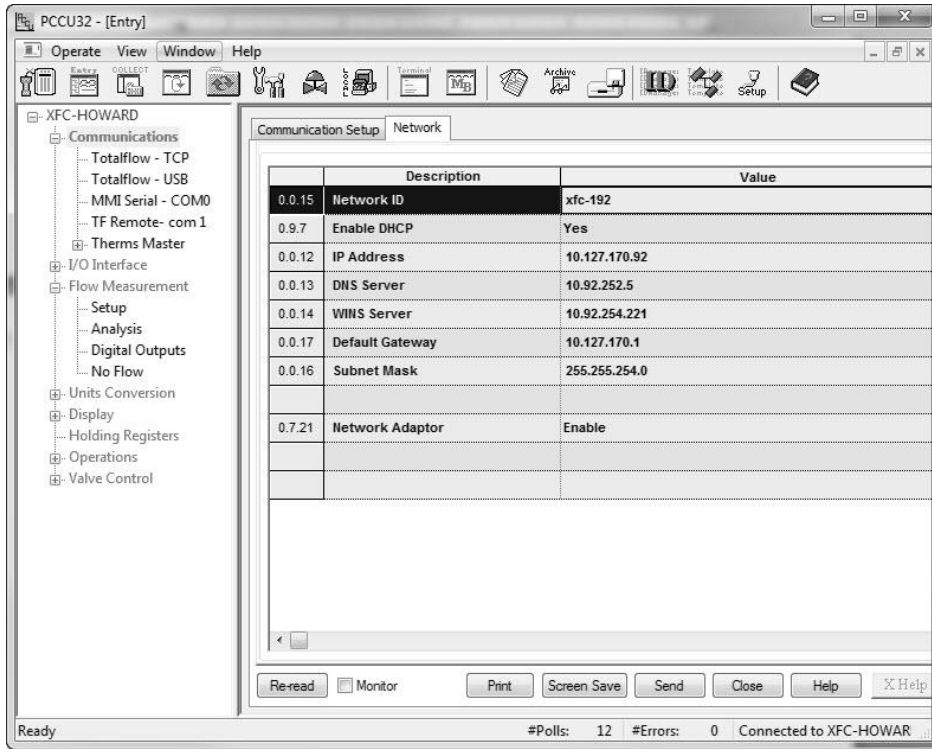 PCCU32 - [Entry]
Operate View Window Help
Entry COLLECT LOCAL Terminal MB Archive ID Setup
XFC-HOWARD
Communications
Totalflow - TCP
Totalflow - USB
MMI Serial - COM0
TF Remote- com 1
Therms Master
I/O Interface
Flow Measurement
Setup
Analysis
Digital Outputs
No Flow
Units Conversion
Display
Holding Registers
Operations
Valve Control
Communication Setup Network
Description Value
0.0.15 Network ID xfc-192
0.9.7 Enable DHCP Yes
0.0.12 IP Address 10.127.170.92
0.0.13 DNS Server 10.92.252.5
0.0.14 WINS Server 10.92.254.221
0.0.17 Default Gateway 10.127.170.1
0.0.16 Subnet Mask 255.255.254.0
0.7.21 Network Adaptor Enable
Re-read Monitor Print Screen Save Send Close Help X Help
Ready #Polls: 12 #Errors: 0 Connected to XFC-HOWAR